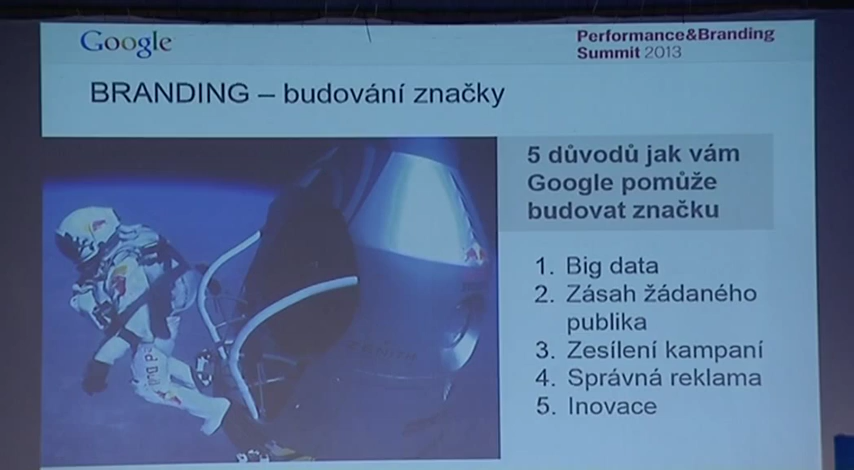 Google
Performance&Branding
Summit 2013
BRANDING – budování značky
5 důvodů jak vám
Google pomůže
budovat značku
1. Big data
2. Zásah žádaného
publika
3. Zesílení kampaní
4. Správná reklama
5. Inovace
ZENITH